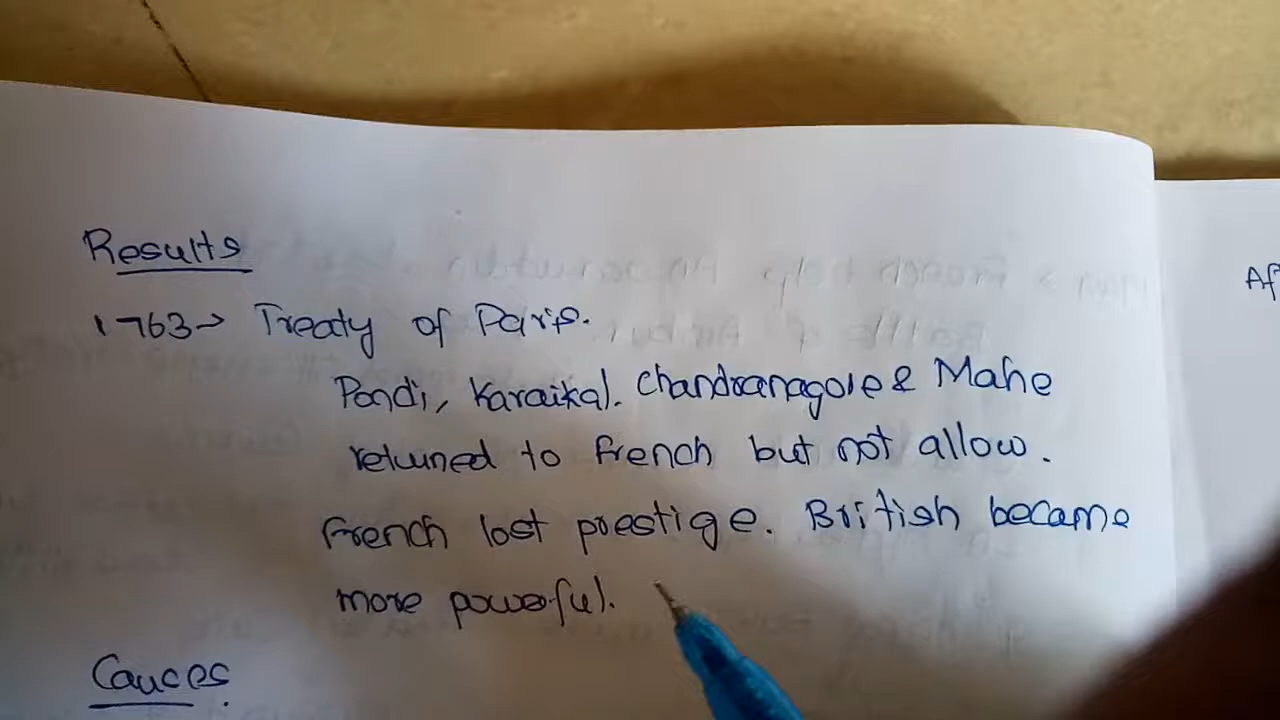 Results
1763→ Treaty of Paris.
Pondi, Karaikal. Chandranagore & Mahe
returned to French but not allow.
French lost prestige. British became
more powerful.
Causes.
Af